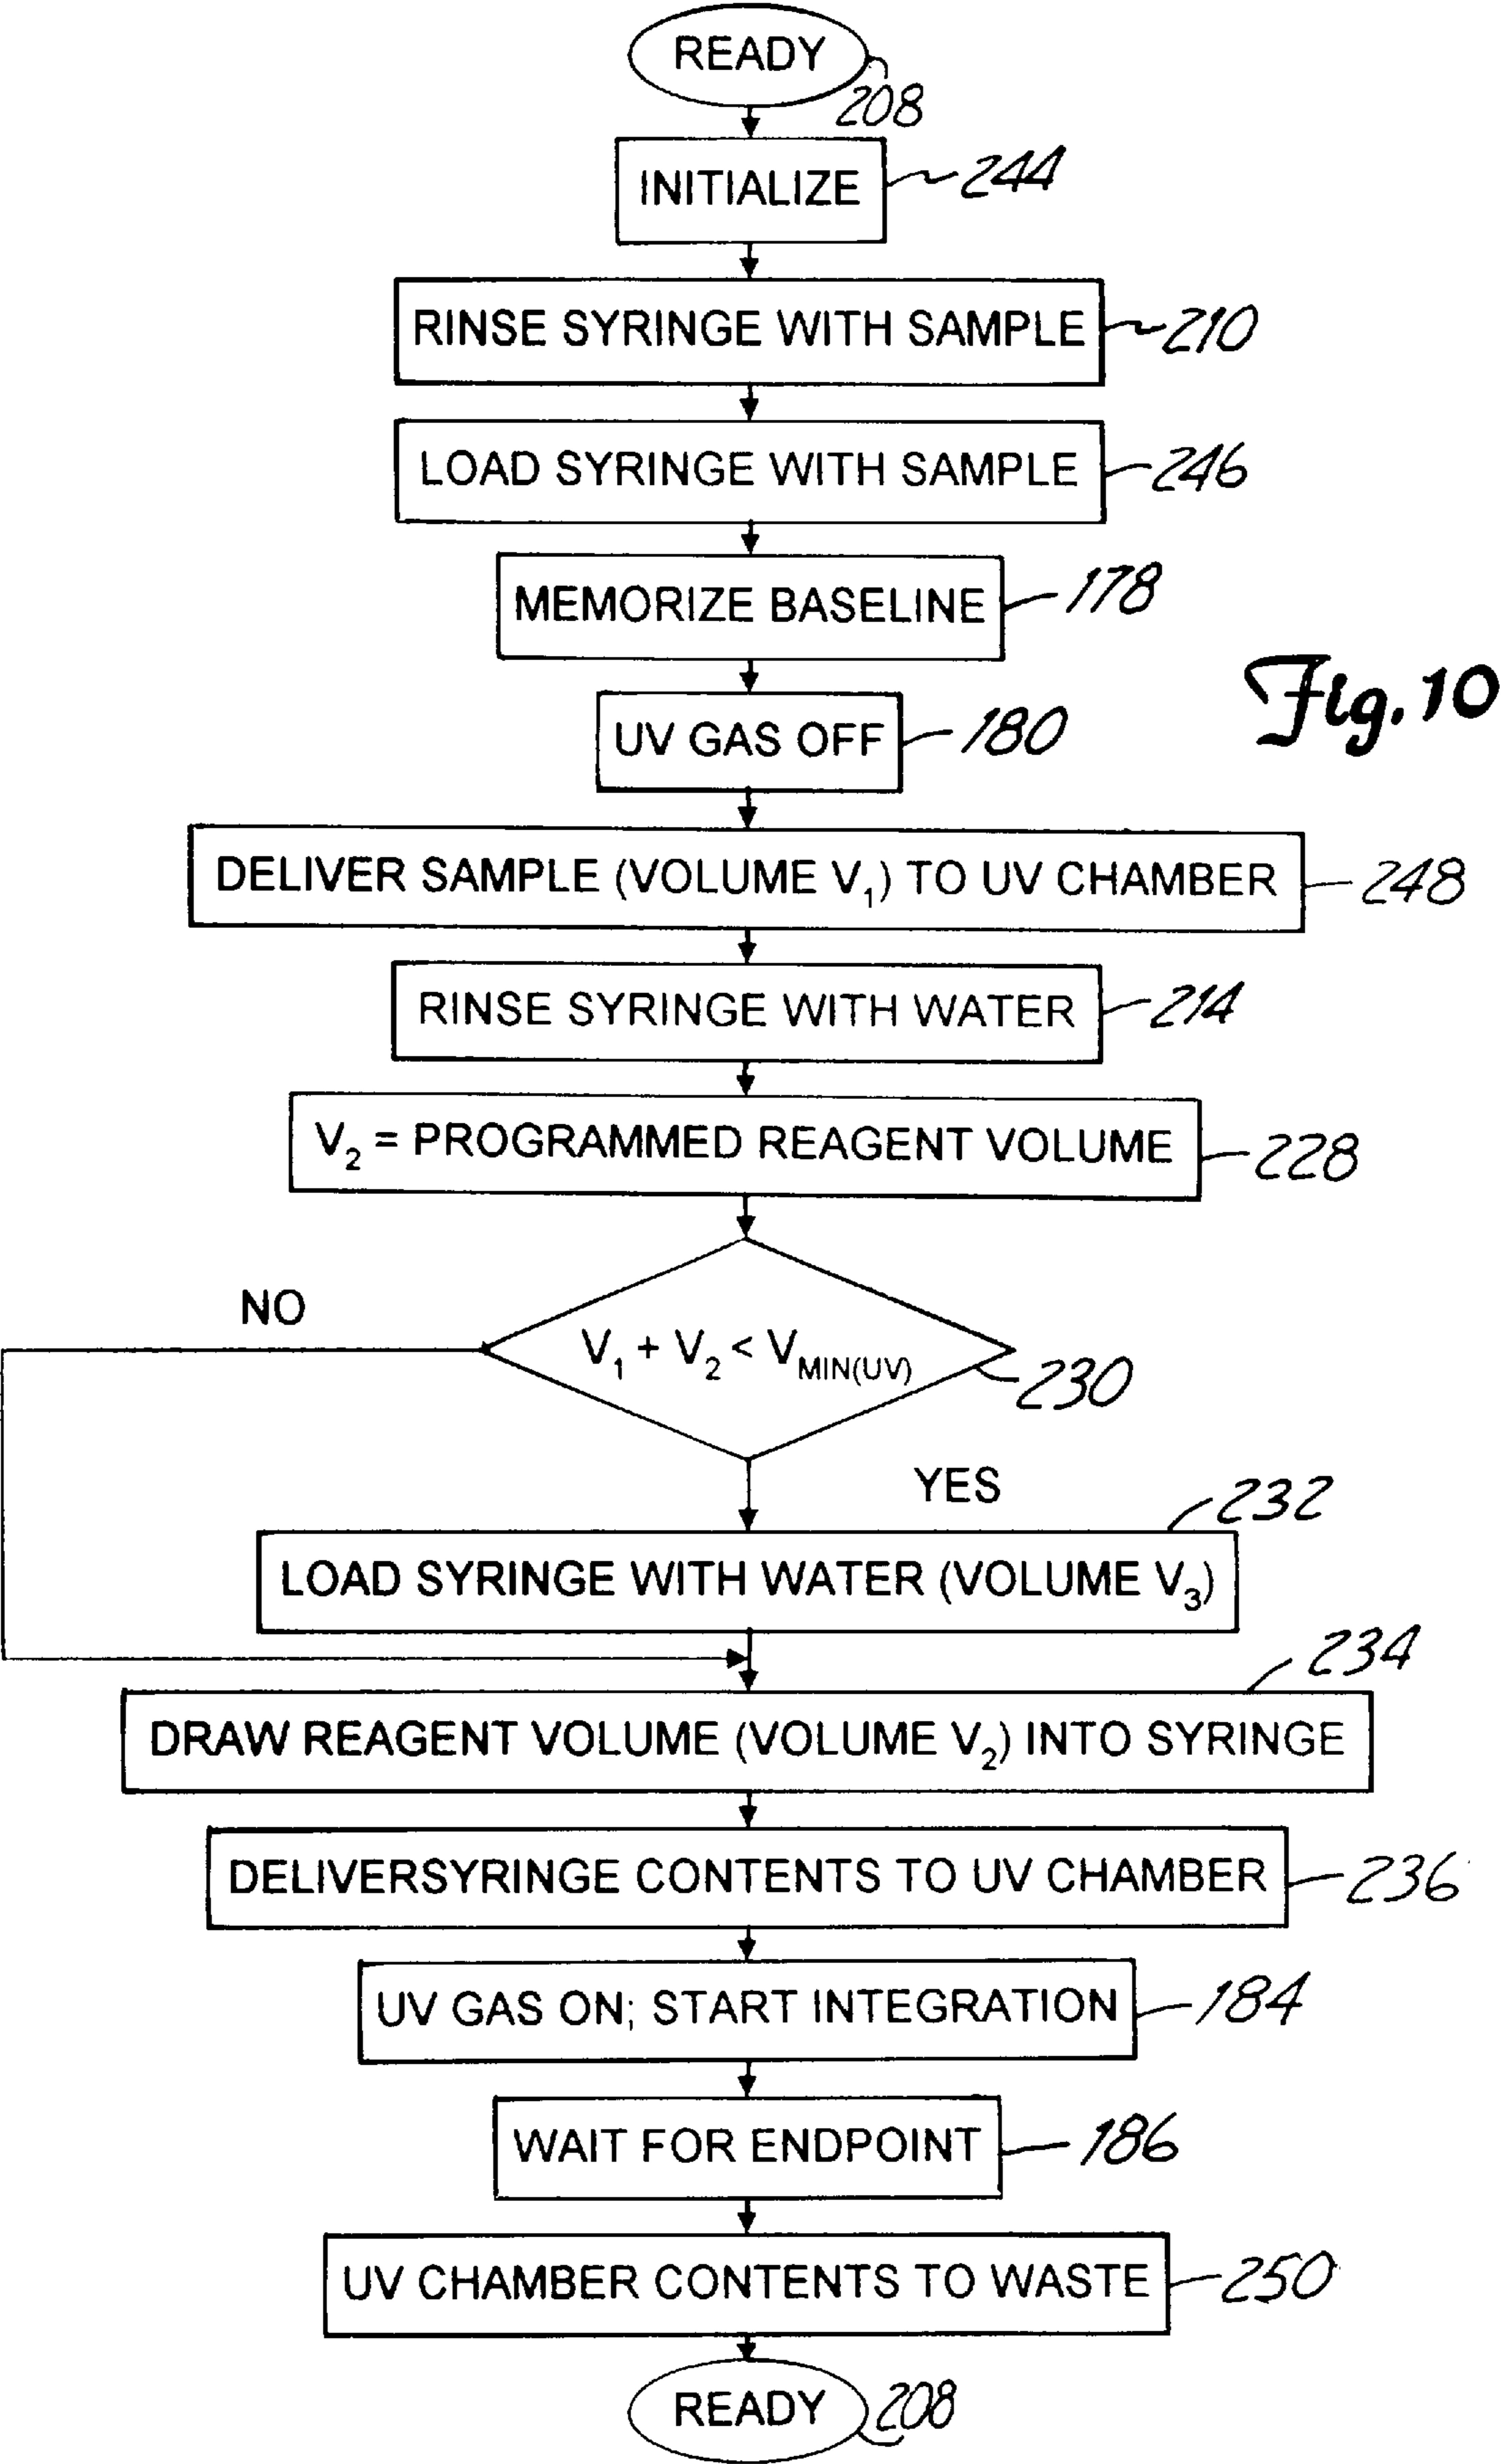 READY
208
INITIALIZE
244
RINSE SYRINGE WITH SAMPLE
210
LOAD SYRINGE WITH SAMPLE
246
MEMORIZE BASELINE
178
Fig. 10
UV GAS OFF
180
DELIVER SAMPLE (VOLUME V1) TO UV CHAMBER
248
RINSE SYRINGE WITH WATER
214
V2 = PROGRAMMED REAGENT VOLUME
228
NO
V1 + V2 < VMIN(UV)
230
YES
232
LOAD SYRINGE WITH WATER (VOLUME V3)
234
DRAW REAGENT VOLUME (VOLUME V2) INTO SYRINGE
DELIVERSYRINGE CONTENTS TO UV CHAMBER
236
UV GAS ON; START INTEGRATION
184
WAIT FOR ENDPOINT
186
UV CHAMBER CONTENTS TO WASTE
250
READY
208